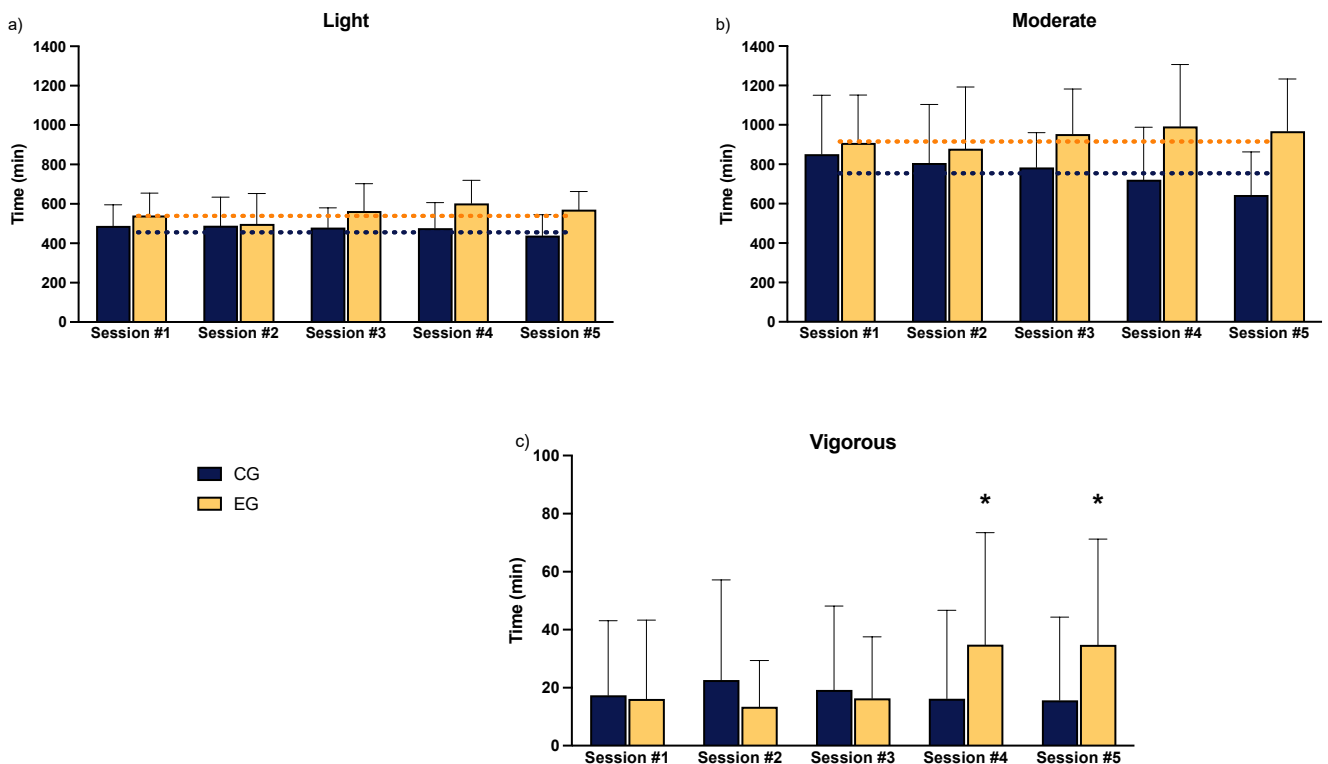 a)
Light
Time (min)
1400
1200
1000
800
600
400
200
0
Session #1 Session #2 Session #3 Session #4 Session #5
b)
Moderate
Time (min)
1400
1200
1000
800
600
400
200
0
Session #1 Session #2 Session #3 Session #4 Session #5
CG
EG
c)
Vigorous
Time (min)
100
80
60
40
20
0
* *
Session #1 Session #2 Session #3 Session #4 Session #5